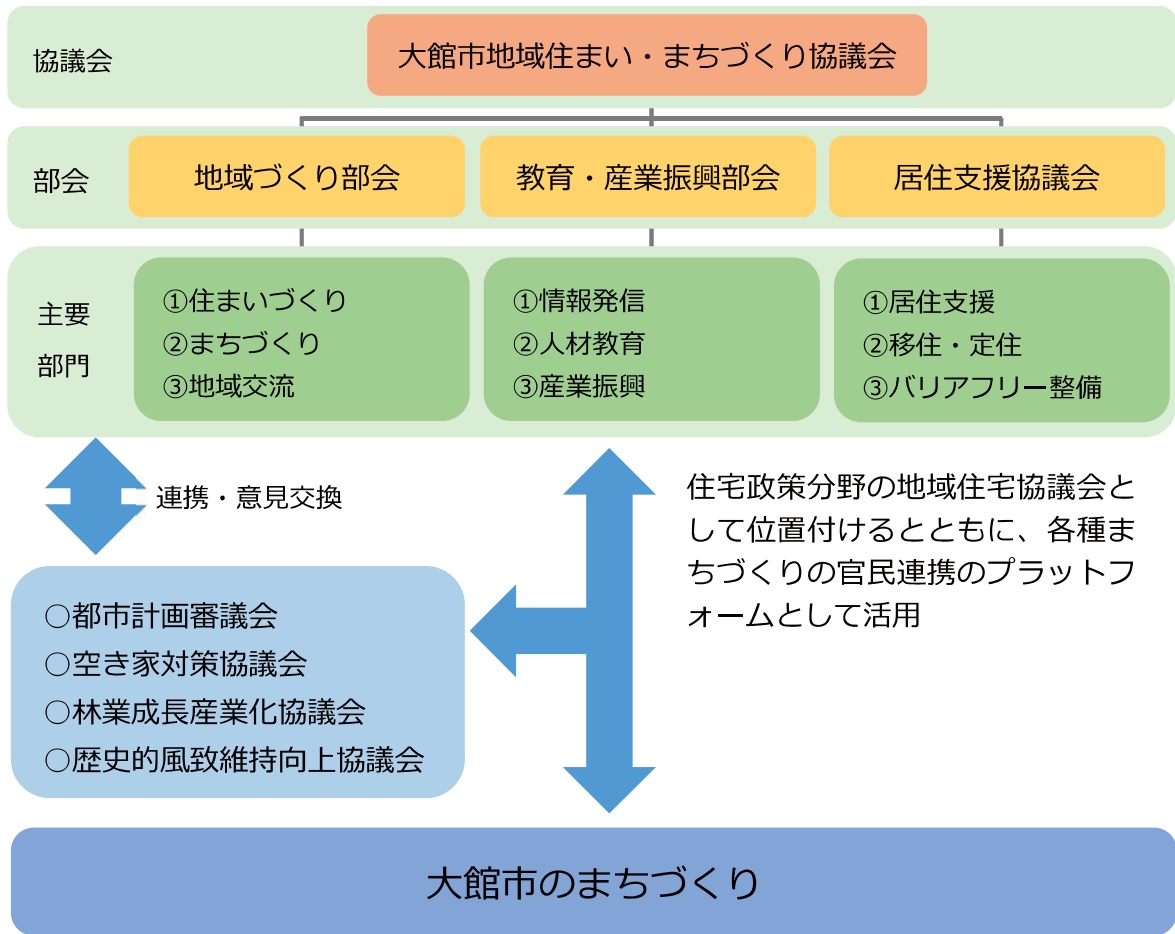 協議会
大館市地域住まい・まちづくり協議会
部会
地域づくり部会
教育・産業振興部会
居住支援協議会
主要
部門
①住まいづくり
②まちづくり
③地域交流
①情報発信
②人材教育
③産業振興
①居住支援
②移住・定住
③バリアフリー整備
連携・意見交換
住宅政策分野の地域住宅協議会と
して位置付けるとともに、各種ま
ちづくりの官民連携のプラットフ
ォームとして活用
○都市計画審議会
○空き家対策協議会
○林業成長産業化協議会
○歴史的風致維持向上協議会
大館市のまちづくり